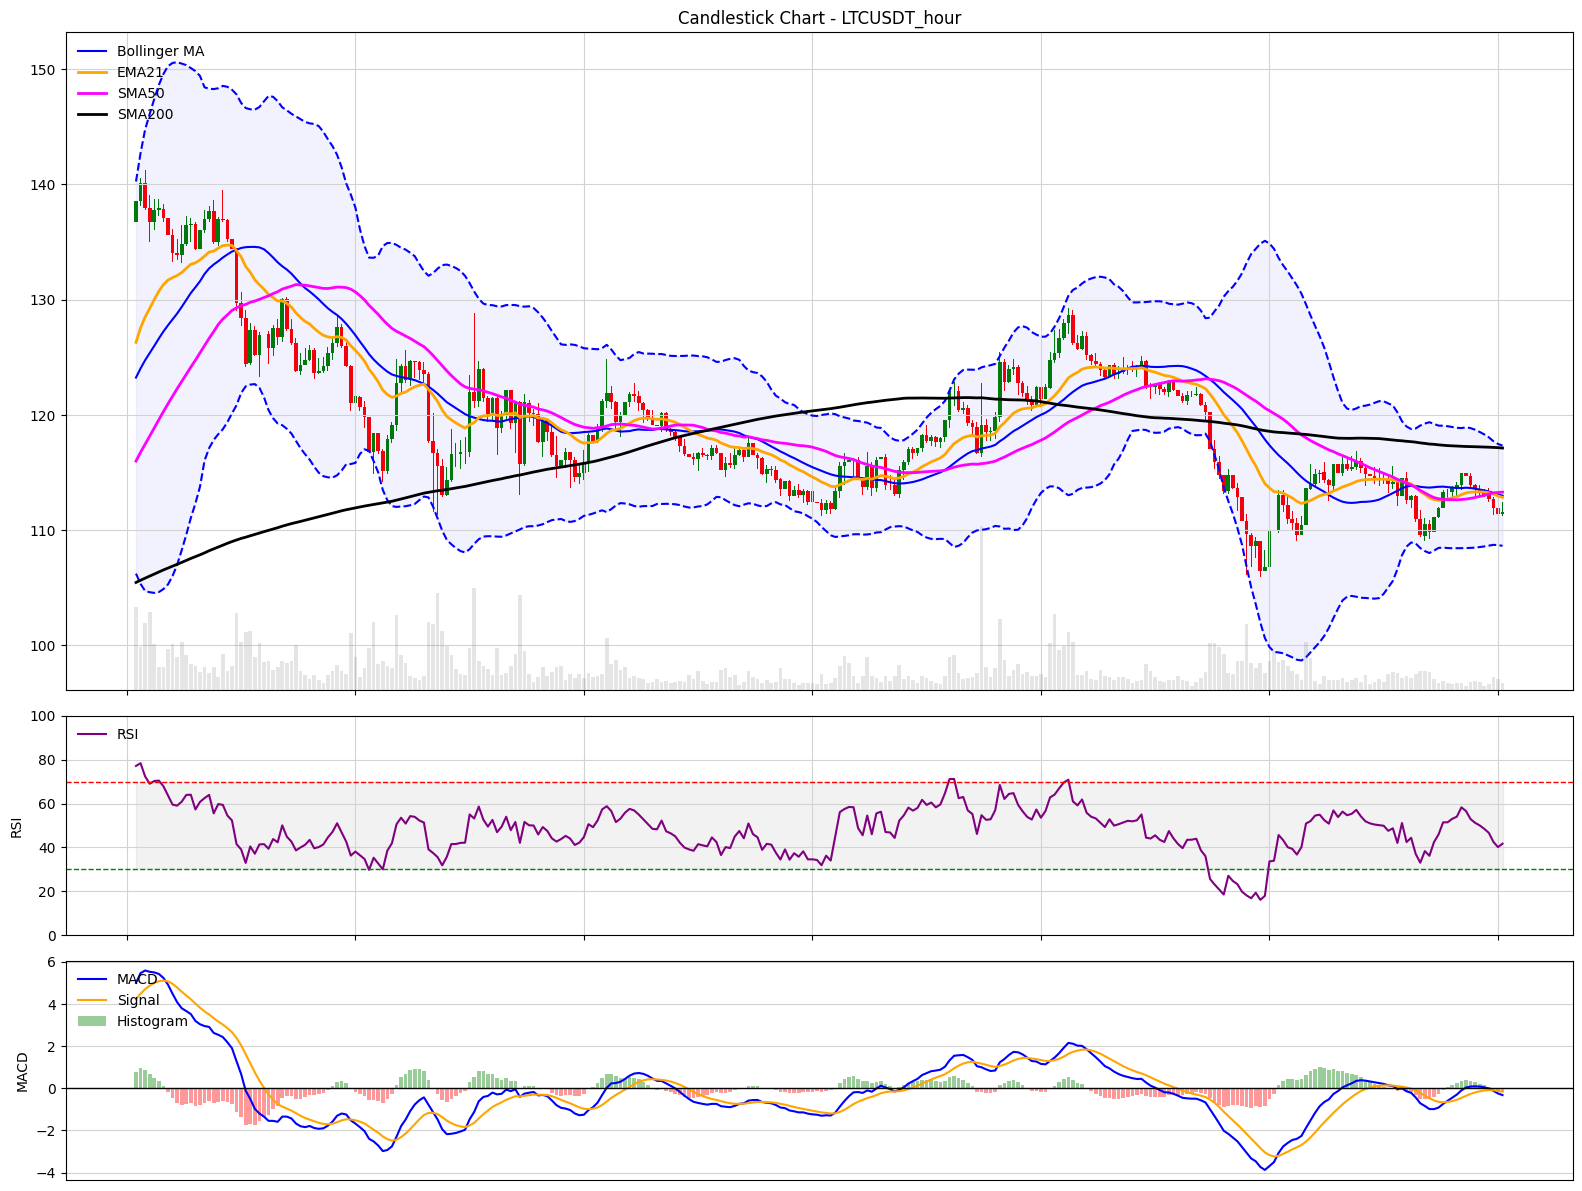 Candlestick Chart - LTCUSDT_hour
Bollinger MA
EMA21
SMA50
SMA200
150
140
130
120
110
100
RSI
100
80
60
40
20
0
RSI
MACD
Signal
Histogram
6
4
2
0
−2
−4
MACD